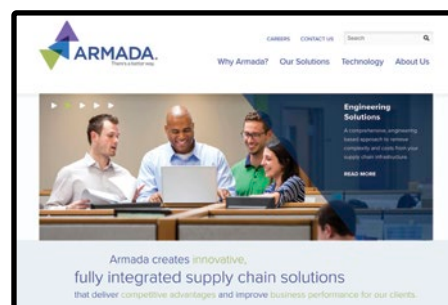 CAREERS CONTACT US Search
ARMADA.
There's a better way.
Why Armada? Our Solutions Technology About Us
Engineering
Solutions
A comprehensive, engineering
based approach to remove
complexity and costs from your
supply chain infrastructure.
READ MORE
Armada creates innovative,
fully integrated supply chain solutions
that deliver competitive advantages and improve business performance for our clients.